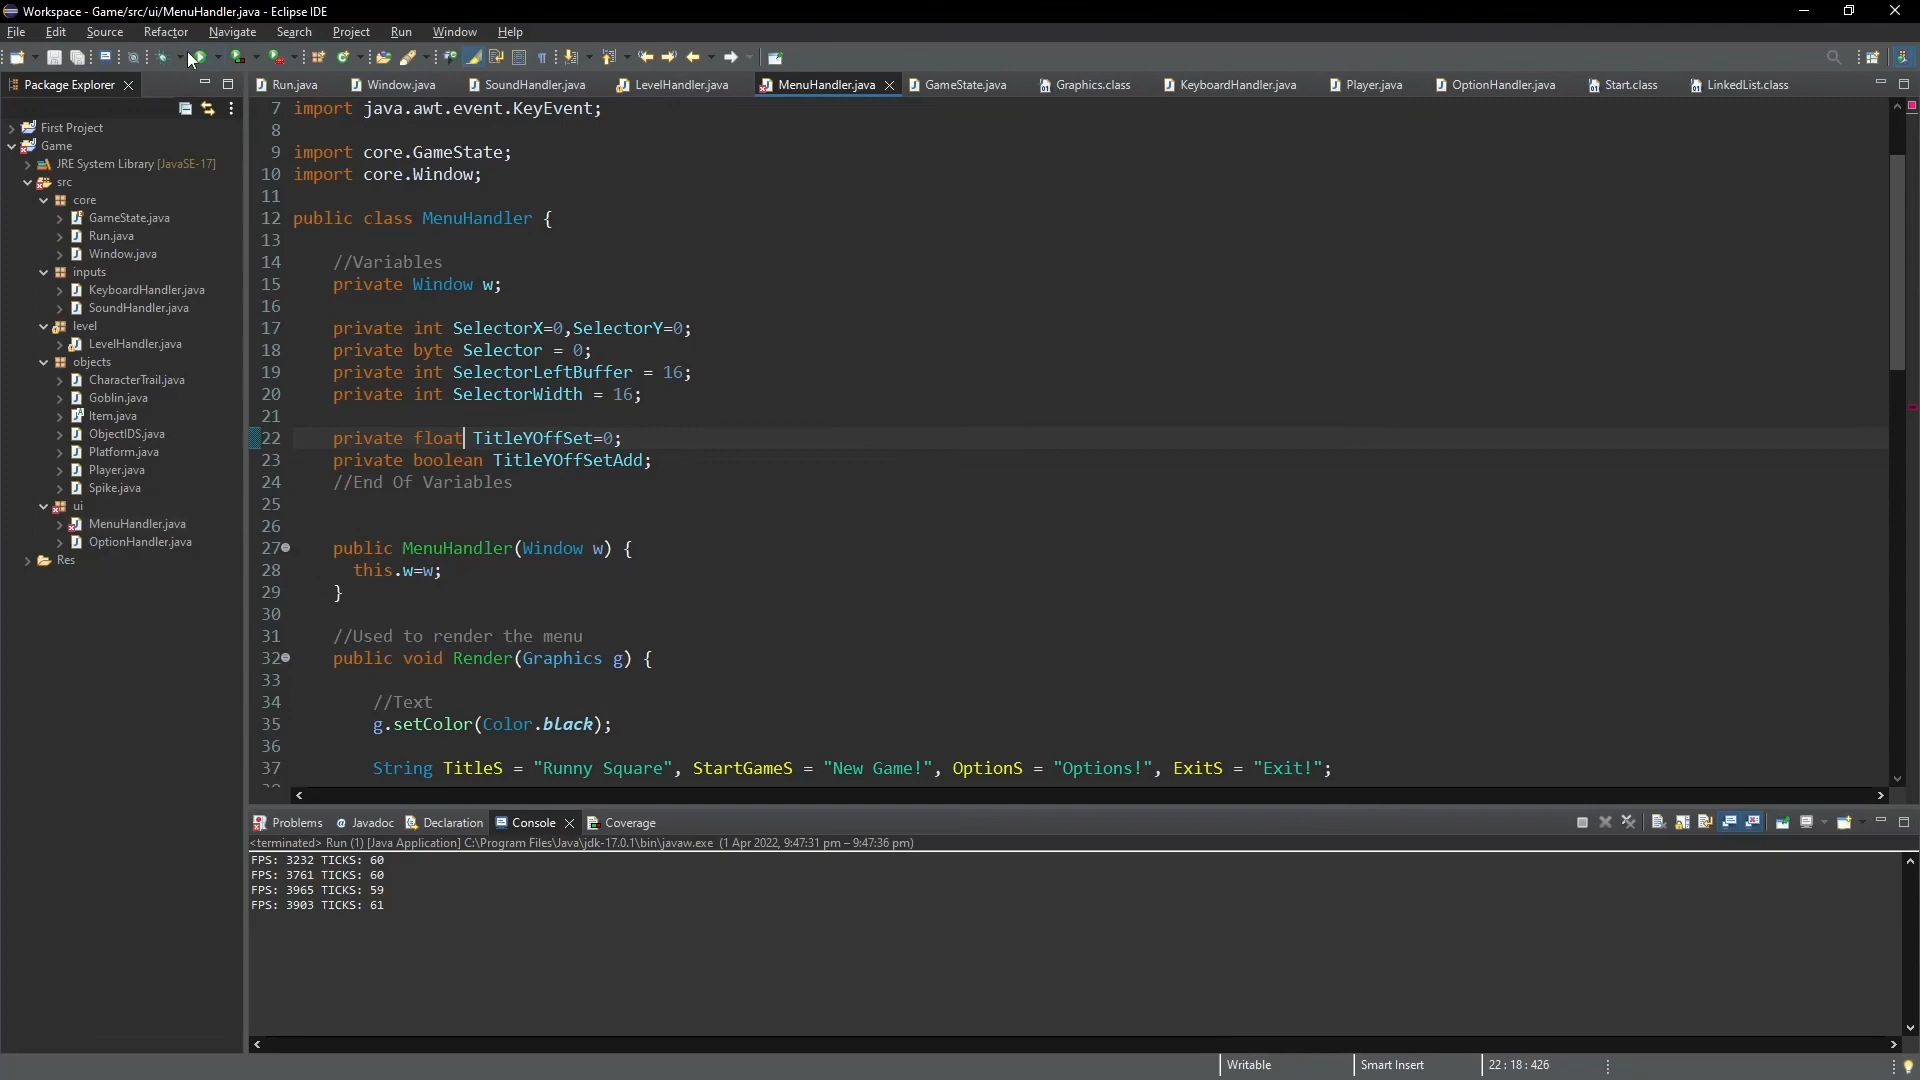 Workspace - Game/src/ui/MenuHandler.java - Eclipse IDE
File Edit Source Refactor Navigate Search Project Run Window Help
Package Explorer
Run.java Window.java SoundHandler.java LevelHandler.java MenuHandler.java GameState.java Graphics.class KeyboardHandler.java Player.java OptionHandler.java Start.class LinkedList.class
First Project
Game
JRE System Library [JavaSE-17]
src
core
GameState.java
Run.java
Window.java
inputs
KeyboardHandler.java
SoundHandler.java
level
LevelHandler.java
objects
CharacterTrail.java
Goblin.java
Item.java
ObjectIDS.java
Platform.java
Player.java
Spike.java
ui
MenuHandler.java
OptionHandler.java
Res
7 import java.awt.event.KeyEvent;
8
9 import core.GameState;
10 import core.Window;
11
12 public class MenuHandler {
13
14 //Variables
15 private Window w;
16
17 private int SelectorX=0,SelectorY=0;
18 private byte Selector = 0;
19 private int SelectorLeftBuffer = 16;
20 private int SelectorWidth = 16;
21
22 private float TitleYOffSet=0;
23 private boolean TitleYOffSetAdd;
24 //End Of Variables
25
26
27 public MenuHandler(Window w) {
28 this.w=w;
29 }
30
31 //Used to render the menu
32 public void Render(Graphics g) {
33
34 //Text
35 g.setColor(Color.black);
36
37 String TitleS = "Runny Square", StartGameS = "New Game!", OptionS = "Options!", ExitS = "Exit!";
Problems Javadoc Declaration Console Coverage
<terminated> Run (1) [Java Application] C:\Program Files\Java\jdk-17.0.1\bin\javaw.exe (1 Apr 2022, 9:47:31 pm – 9:47:36 pm)
FPS: 3232 TICKS: 60
FPS: 3761 TICKS: 60
FPS: 3965 TICKS: 59
FPS: 3903 TICKS: 61
Writable Smart Insert 22 : 18 : 426